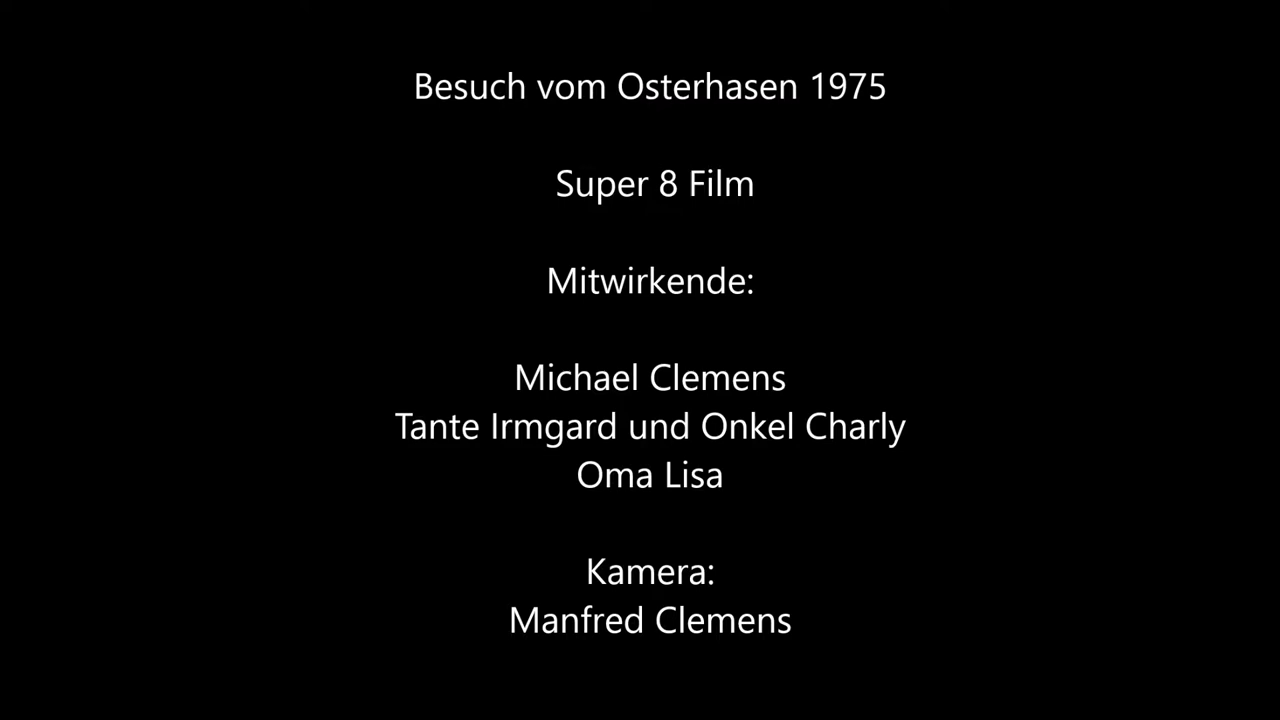 Besuch vom Osterhasen 1975
Super 8 Film
Mitwirkende:
Michael Clemens
Tante Irmgard und Onkel Charly
Oma Lisa
Kamera:
Manfred Clemens